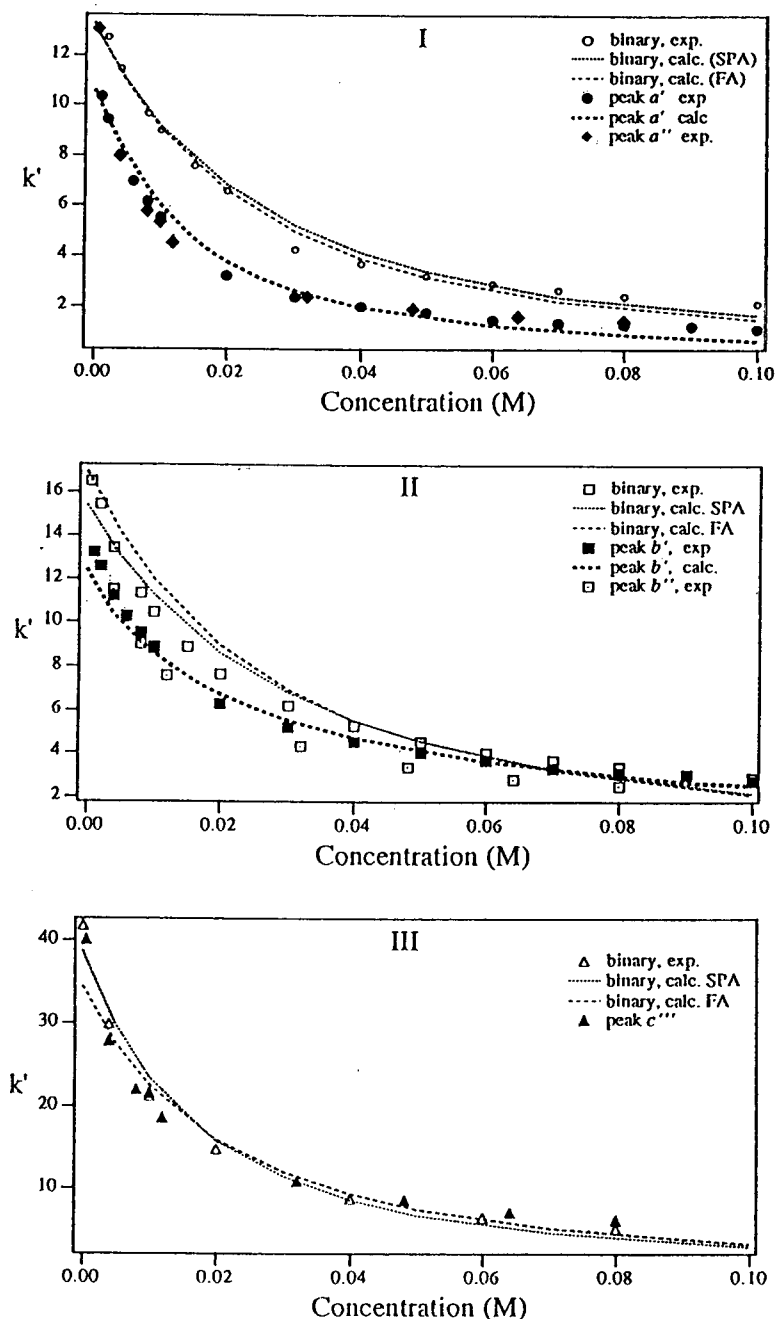 I
binary, exp.
binary, calc. (SPA)
binary, calc. (FA)
peak a' exp
peak a' calc
peak a'' exp.
12
10
8
6
4
2
k'
0.00 0.02 0.04 0.06 0.08 0.10
Concentration (M)
II
binary, exp.
binary, calc. SPA
binary, calc. FA
peak b', exp
peak b', calc.
peak b'', exp
16
14
12
10
8
6
4
2
k'
0.00 0.02 0.04 0.06 0.08 0.10
Concentration (M)
III
binary, exp.
binary, calc. SPA
binary, calc. FA
peak c'''
40
30
20
10
k'
0.00 0.02 0.04 0.06 0.08 0.10
Concentration (M)